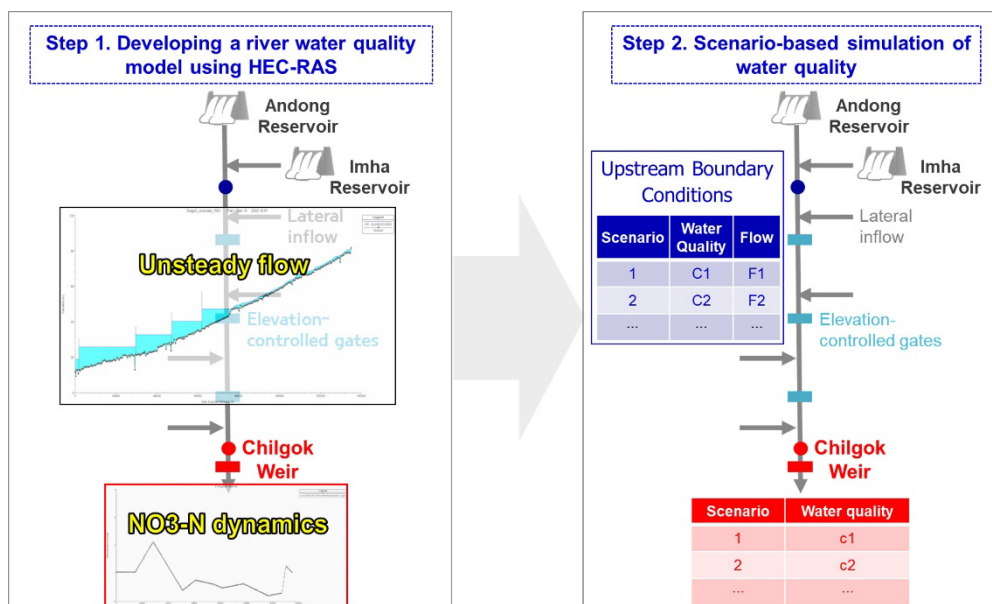 Step 1. Developing a river water quality
model using HEC-RAS
Andong
Reservoir
Imha
Reservoir
Lateral
inflow
Unsteady flow
Elevation-
controlled gates
Chilgok
Weir
NO3-N dynamics
Step 2. Scenario-based simulation of
water quality
Andong
Reservoir
Imha
Reservoir
Upstream Boundary
Conditions
Scenario Water Quality Flow
1 C1 F1
2 C2 F2
... ... ...
Lateral
inflow
Elevation-
controlled gates
Chilgok
Weir
Scenario Water quality
1 c1
2 c2
... ...